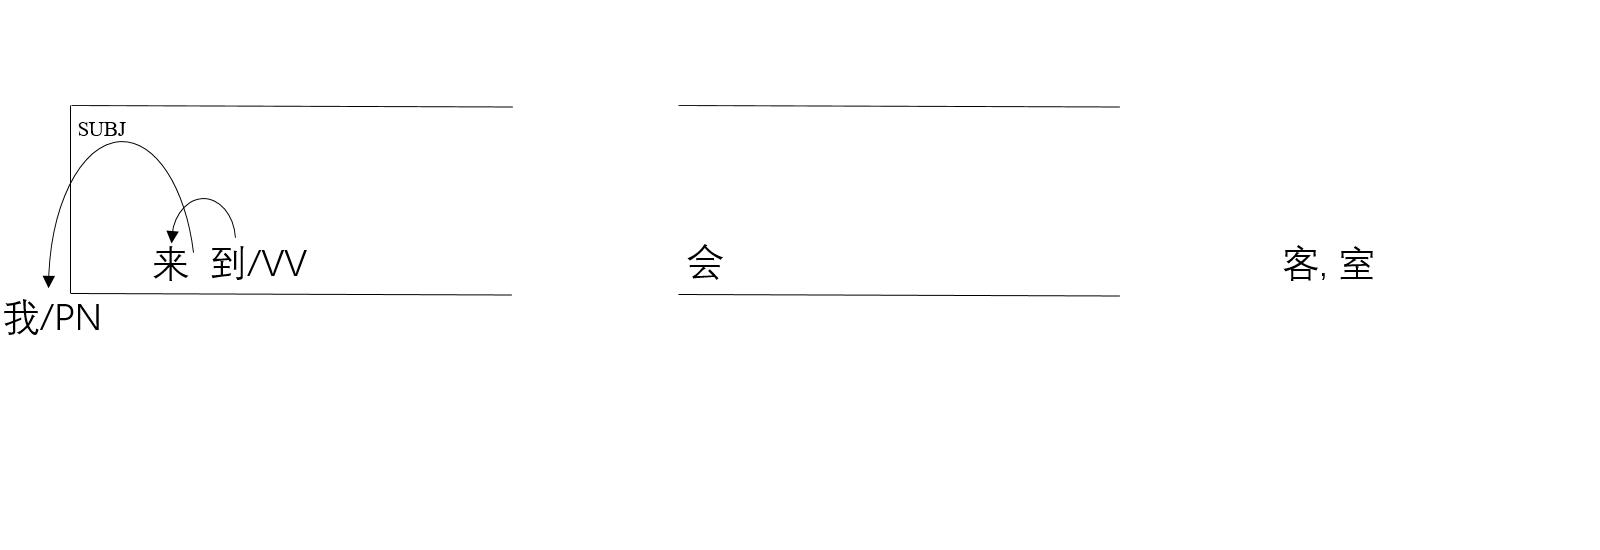 SUBJ
来 到/VV 会 客, 室
我/PN